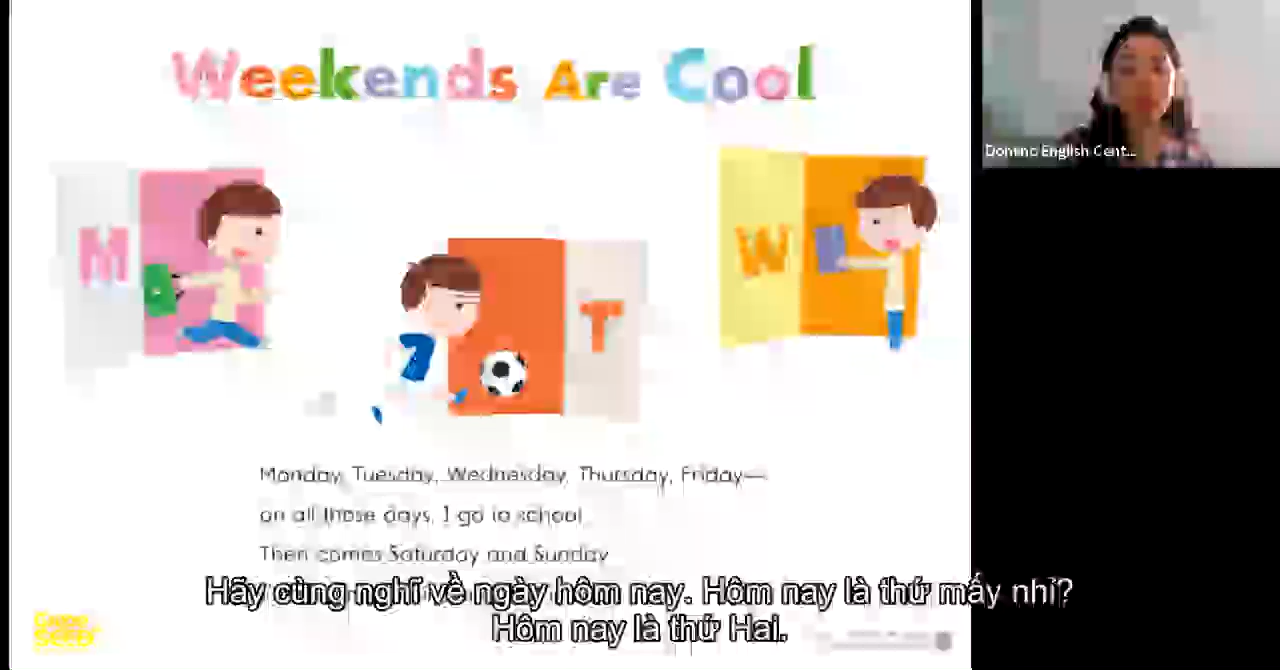 Weekends Are Cool
Domino English Cent...
M
W
T
Monday, Tuesday, Wednesday, Thursday, Friday—
on all those days, I go to school.
Then comes Saturday and Sunday
Hãy cùng nghĩ về ngày hôm nay. Hôm nay là thứ mấy nhỉ?
Hôm nay là thứ Hai.